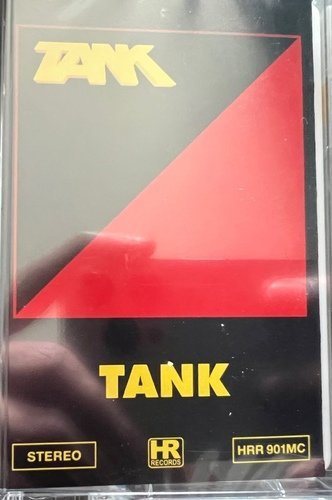 TANK
TANK
STEREO
HR
RECORDS
HRR 901MC